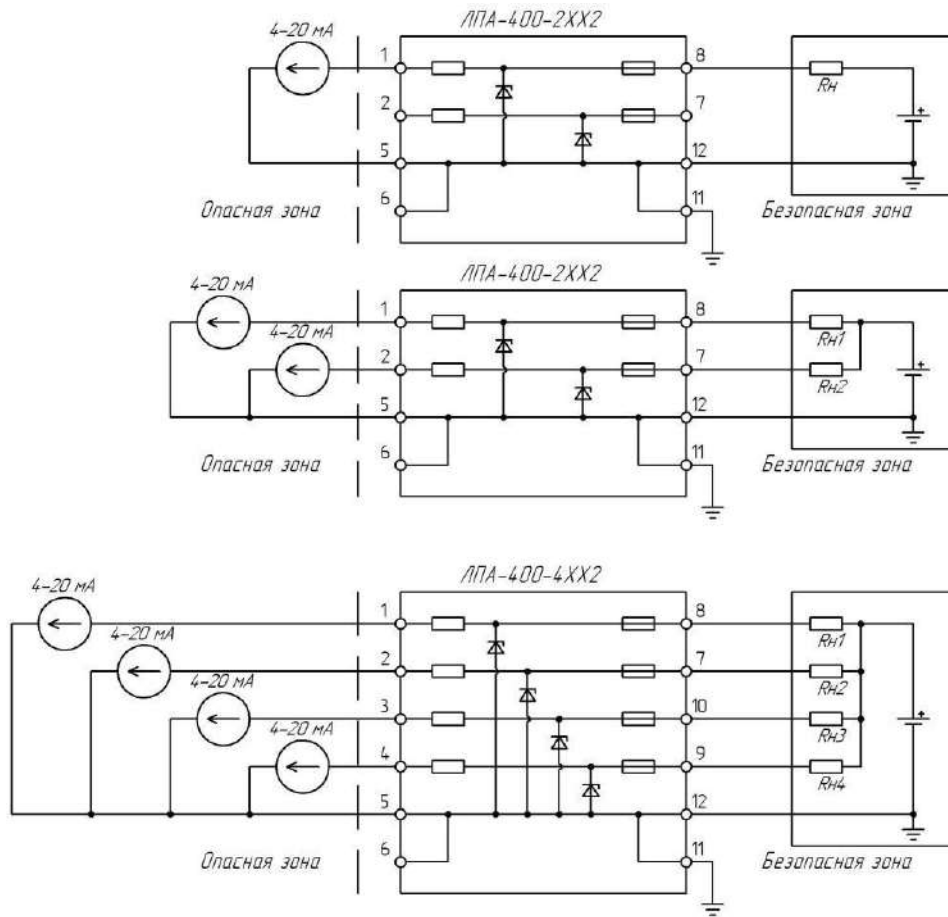 ЛПА-400-2ХХ2
4-20 мА
1
8
Rн
+
2
7
5
12
6
11
Опасная зона
Безопасная зона
ЛПА-400-2ХХ2
4-20 мА
1
8
4-20 мА
Rн1
+
2
7
Rн2
5
12
6
11
Опасная зона
Безопасная зона
ЛПА-400-4ХХ2
4-20 мА
1
8
4-20 мА
Rн1
2
7
4-20 мА
Rн2
3
10
+
4-20 мА
Rн3
4
9
Rн4
5
12
6
11
Опасная зона
Безопасная зона